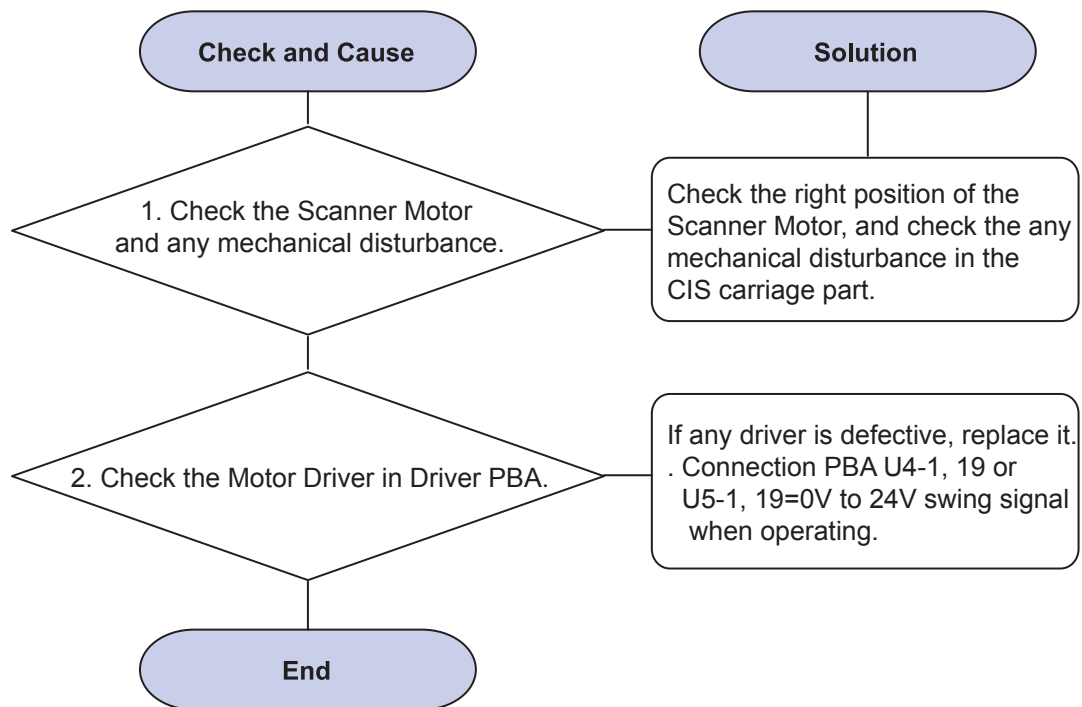 Check and Cause
Solution
1. Check the Scanner Motor
and any mechanical disturbance.
Check the right position of the
Scanner Motor, and check the any
mechanical disturbance in the
CIS carriage part.
2. Check the Motor Driver in Driver PBA.
If any driver is defective, replace it.
. Connection PBA U4-1, 19 or
U5-1, 19=0V to 24V swing signal
when operating.
End